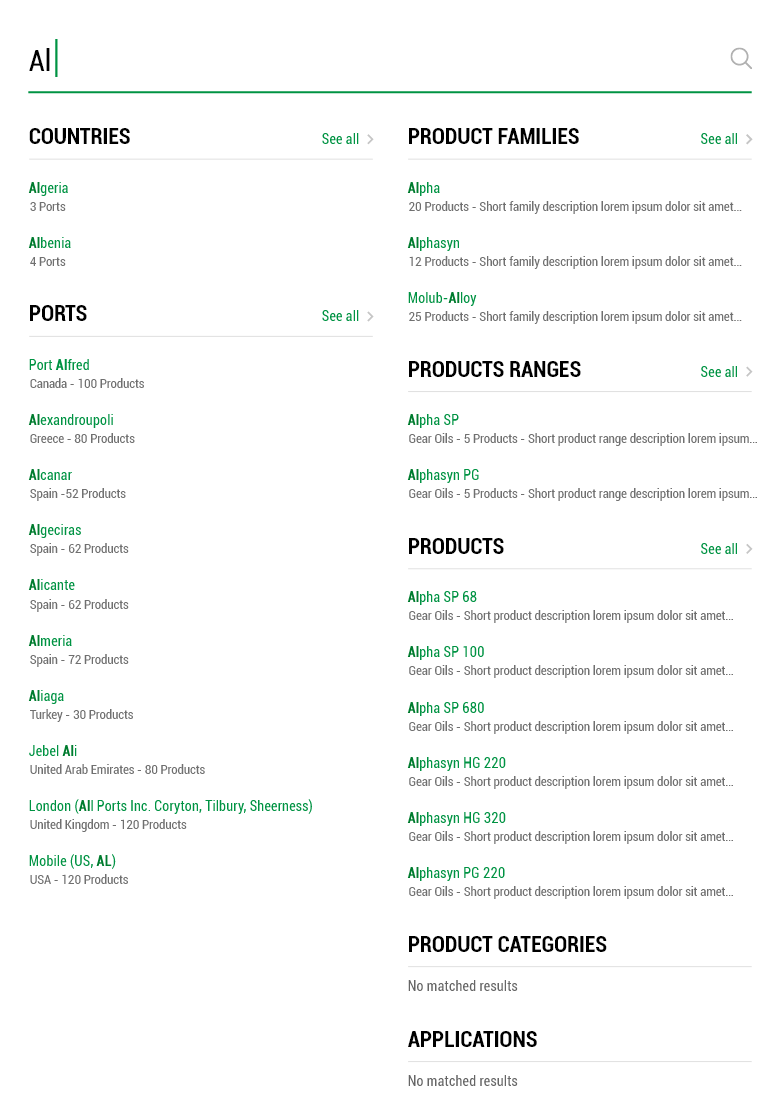 Al
COUNTRIES
See all
Algeria
3 Ports
Albenia
4 Ports
PORTS
See all
Port Alfred
Canada - 100 Products
Alexandroupoli
Greece - 80 Products
Alcanar
Spain -52 Products
Algeciras
Spain - 62 Products
Alicante
Spain - 62 Products
Almeria
Spain - 72 Products
Aliaga
Turkey - 30 Products
Jebel Ali
United Arab Emirates - 80 Products
London (All Ports Inc. Coryton, Tilbury, Sheerness)
United Kingdom - 120 Products
Mobile (US, AL)
USA - 120 Products
PRODUCT FAMILIES
See all
Alpha
20 Products - Short family description lorem ipsum dolor sit amet...
Alphasyn
12 Products - Short family description lorem ipsum dolor sit amet...
Molub-Alloy
25 Products - Short family description lorem ipsum dolor sit amet...
PRODUCTS RANGES
See all
Alpha SP
Gear Oils - 5 Products - Short product range description lorem ipsum...
Alphasyn PG
Gear Oils - 5 Products - Short product range description lorem ipsum...
PRODUCTS
See all
Alpha SP 68
Gear Oils - Short product description lorem ipsum dolor sit amet...
Alpha SP 100
Gear Oils - Short product description lorem ipsum dolor sit amet...
Alpha SP 680
Gear Oils - Short product description lorem ipsum dolor sit amet...
Alphasyn HG 220
Gear Oils - Short product description lorem ipsum dolor sit amet...
Alphasyn HG 320
Gear Oils - Short product description lorem ipsum dolor sit amet...
Alphasyn PG 220
Gear Oils - Short product description lorem ipsum dolor sit amet...
PRODUCT CATEGORIES
No matched results
APPLICATIONS
No matched results